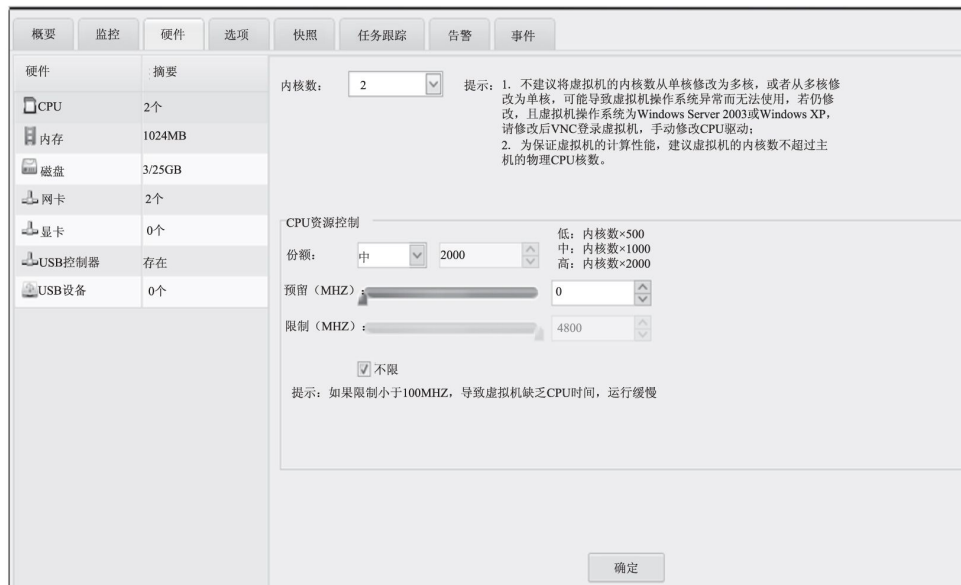 概要 监控 硬件 选项 快照 任务跟踪 告警 事件
硬件 摘要
CPU 2个
内存 1024MB
磁盘 3/25GB
网卡 2个
显卡 0个
USB控制器 存在
USB设备 0个
内核数： 2
提示：1. 不建议将虚拟机的内核数从单核修改为多核，或者从多核修
改为单核，可能导致虚拟机操作系统异常而无法使用，若仍修
改，且虚拟机操作系统为Windows Server 2003或Windows XP，
请修改后VNC登录虚拟机，手动修改CPU驱动；
2. 为保证虚拟机的计算性能，建议虚拟机的内核数不超过主
机的物理CPU核数。
CPU资源控制
份额： 中 2000
低：内核数×500
中：内核数×1000
高：内核数×2000
预留（MHZ）： 0
限制（MHZ）： 4800
不限
提示：如果限制小于100MHZ，导致虚拟机缺乏CPU时间，运行缓慢
确定